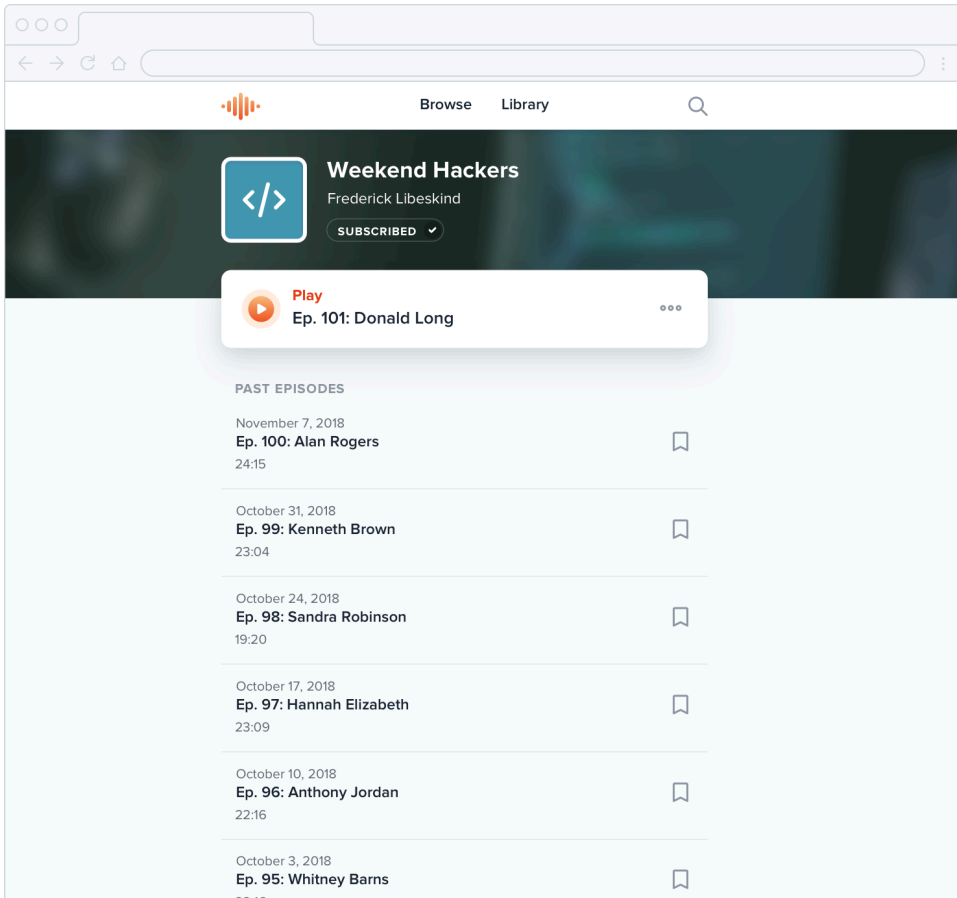 Browse Library
Weekend Hackers
</>
Frederick Libeskind
SUBSCRIBED
Play
Ep. 101: Donald Long
PAST EPISODES
November 7, 2018
Ep. 100: Alan Rogers
24:15
October 31, 2018
Ep. 99: Kenneth Brown
23:04
October 24, 2018
Ep. 98: Sandra Robinson
19:20
October 17, 2018
Ep. 97: Hannah Elizabeth
23:09
October 10, 2018
Ep. 96: Anthony Jordan
22:16
October 3, 2018
Ep. 95: Whitney Barns